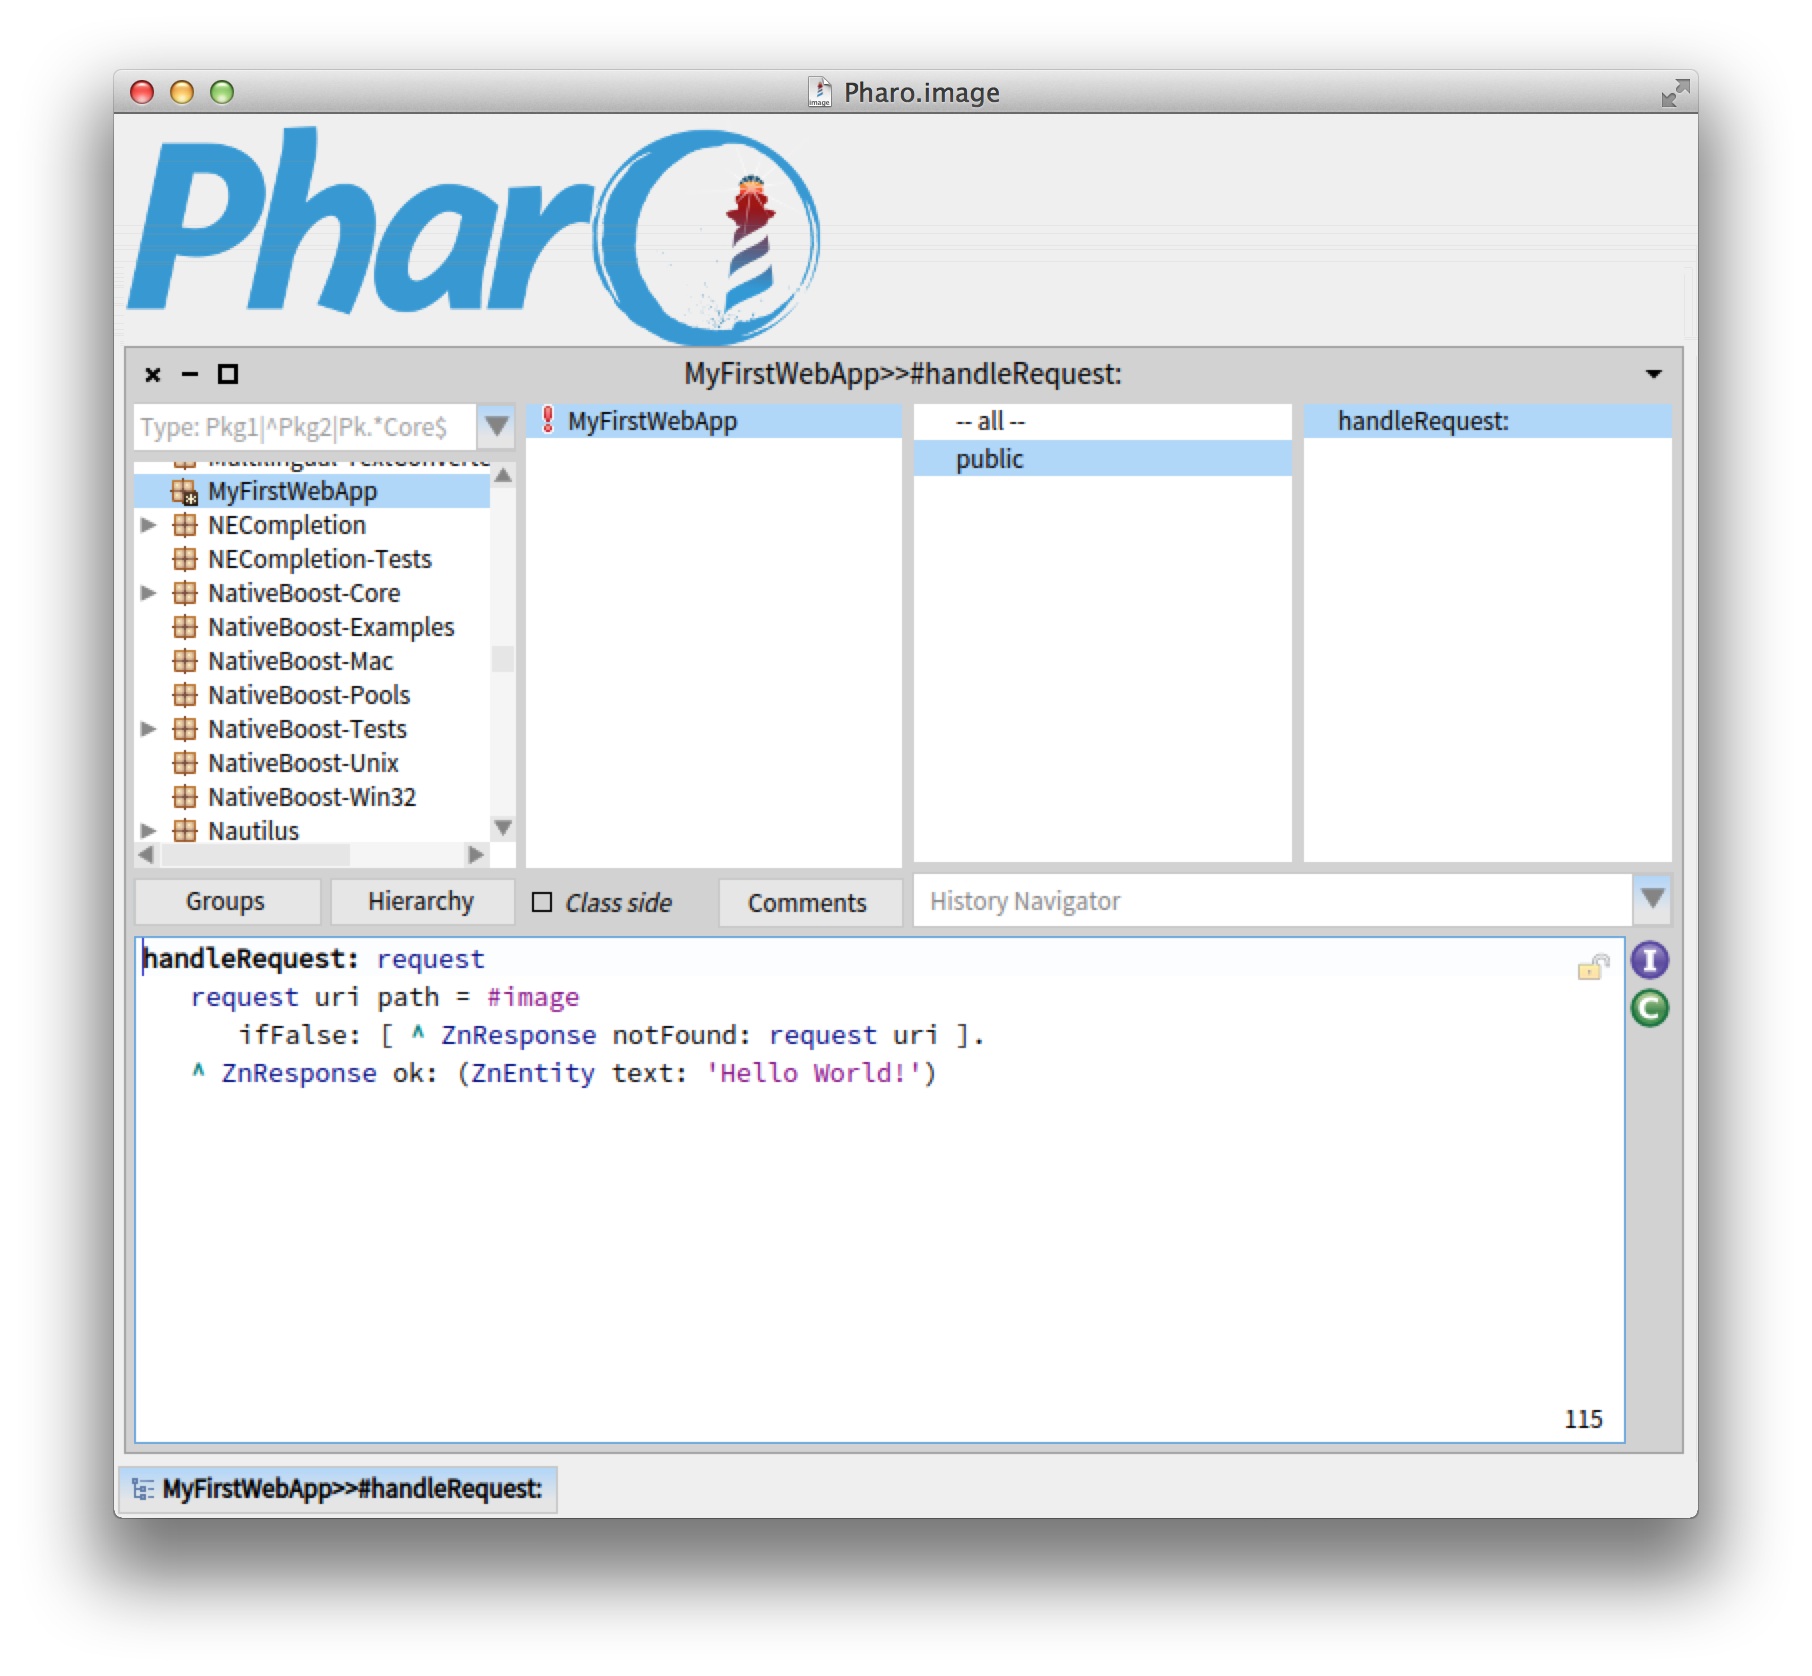 Pharo.image
Pharo
MyFirstWebApp>>#handleRequest:
Type: Pkg1|^Pkg2|Pk.*Core$
MyFirstWebApp
NECompletion
NECompletion-Tests
NativeBoost-Core
NativeBoost-Examples
NativeBoost-Mac
NativeBoost-Pools
NativeBoost-Tests
NativeBoost-Unix
NativeBoost-Win32
Nautilus
MyFirstWebApp
-- all --
public
handleRequest:
Groups
Hierarchy
Class side
Comments
History Navigator
handleRequest: request
request uri path = #image
ifFalse: [ ^ ZnResponse notFound: request uri ].
^ ZnResponse ok: (ZnEntity text: 'Hello World!')
I
C
115
MyFirstWebApp>>#handleRequest: